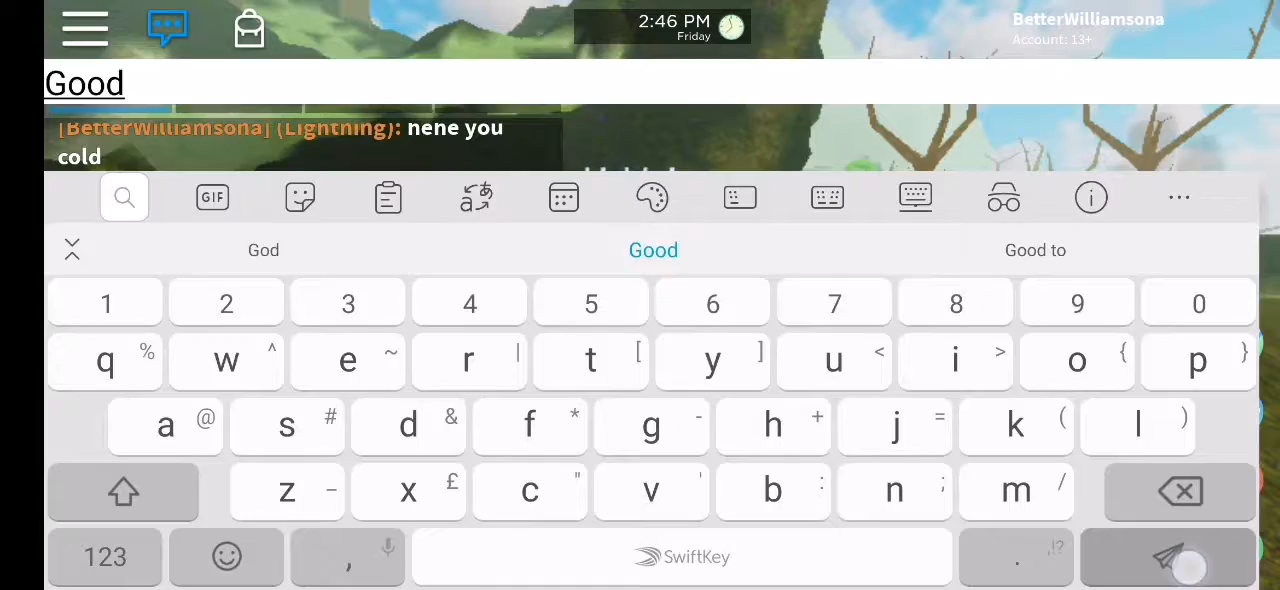 2:46 PM
Friday
BetterWilliamsona
Account: 13+
Good
[BetterWilliamsona] (Lightning): hehe you
cold
GIF
God
Good
Good to
1 2 3 4 5 6 7 8 9 0
q % w ^ e ~ r | t [ y ] u < i > o { p }
a @ s # d & f * g - h + j = k ( l )
z _ x £ c " v ' b : n ; m /
123 , SwiftKey . ,!?